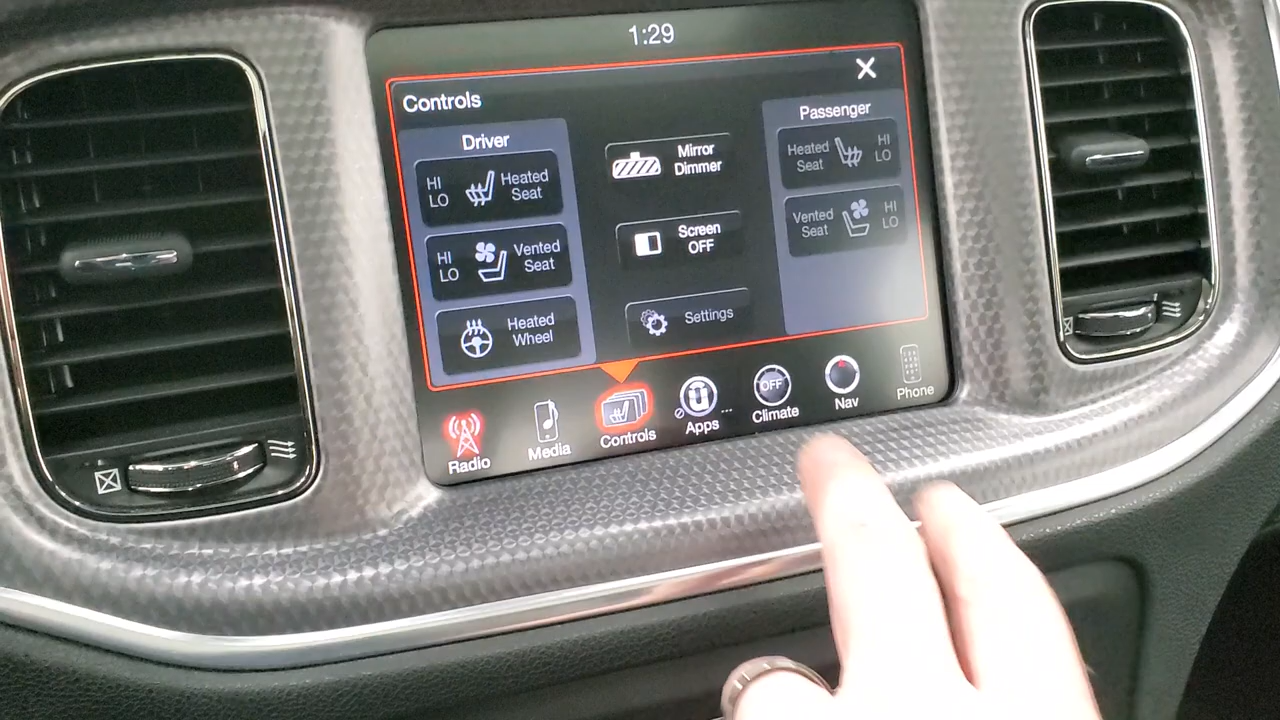 1:29
Controls
Driver
HI
LO
Heated
Seat
HI
LO
Vented
Seat
Heated
Wheel
Mirror
Dimmer
Screen
OFF
Settings
Passenger
Heated
Seat
HI
LO
Vented
Seat
HI
LO
Radio
Media
Controls
Apps
OFF
Climate
Nav
Phone